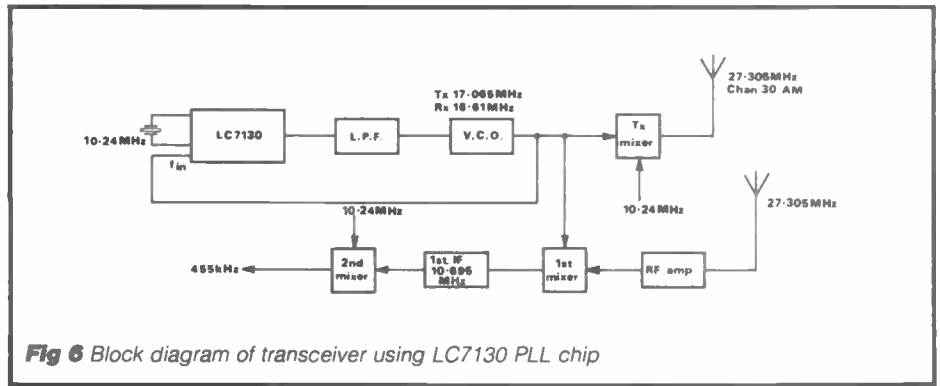 Tx 17·065MHz
Rx 16·61MHz
27·305MHz
Chan 30 AM
10·24MHz
LC7130
L.P.F.
V.C.O.
Tx
mixer
fin
10·24MHz
10·24MHz
27·305MHz
455kHz
2nd
mixer
1st IF
10·695
MHz
1st
mixer
RF amp
Fig 6 Block diagram of transceiver using LC7130 PLL chip